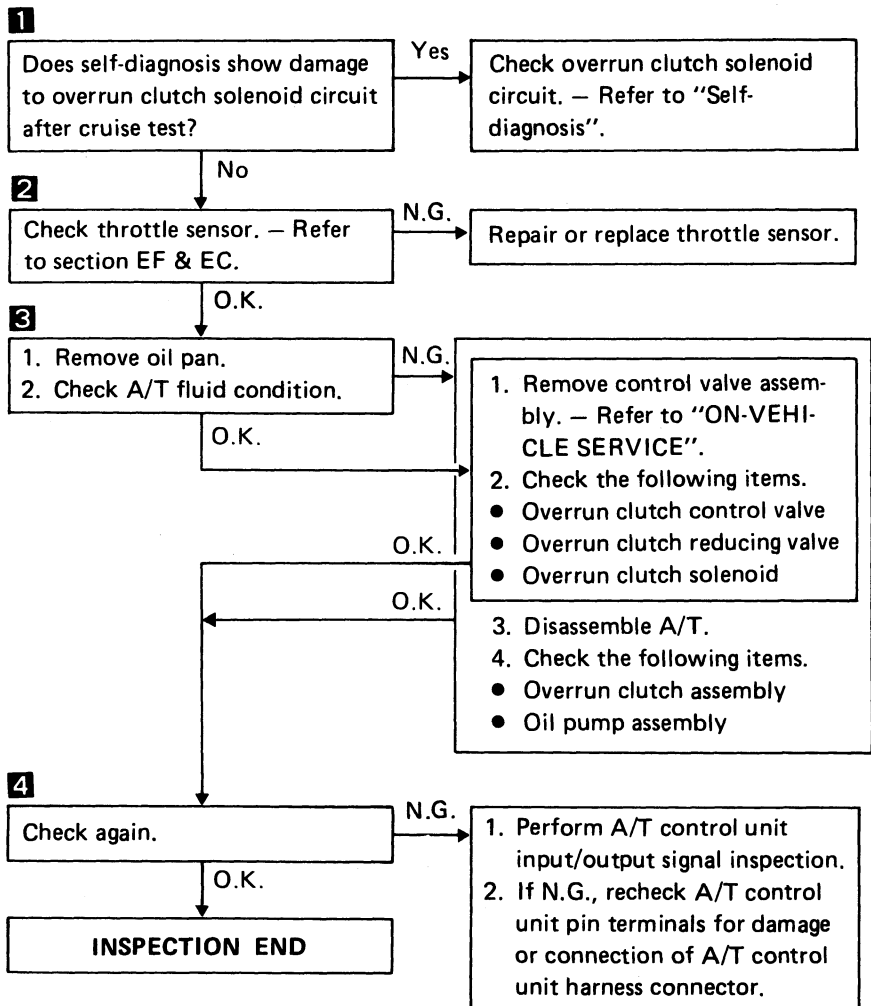 1
Does self-diagnosis show damage
to overrun clutch solenoid circuit
after cruise test?
Yes
Check overrun clutch solenoid
circuit. — Refer to "Self-
diagnosis".
No
2
Check throttle sensor. — Refer
to section EF & EC.
N.G.
Repair or replace throttle sensor.
O.K.
3
1. Remove oil pan.
2. Check A/T fluid condition.
N.G.
O.K.
1. Remove control valve assem-
bly. — Refer to "ON-VEHI-
CLE SERVICE".
2. Check the following items.
● Overrun clutch control valve
● Overrun clutch reducing valve
● Overrun clutch solenoid
O.K.
O.K.
3. Disassemble A/T.
4. Check the following items.
● Overrun clutch assembly
● Oil pump assembly
4
Check again.
N.G.
1. Perform A/T control unit
input/output signal inspection.
2. If N.G., recheck A/T control
unit pin terminals for damage
or connection of A/T control
unit harness connector.
O.K.
INSPECTION END